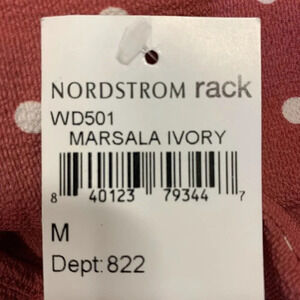 NORDSTROM rack
WD501
MARSALA IVORY
8 40123 79344 7
M
Dept: 822